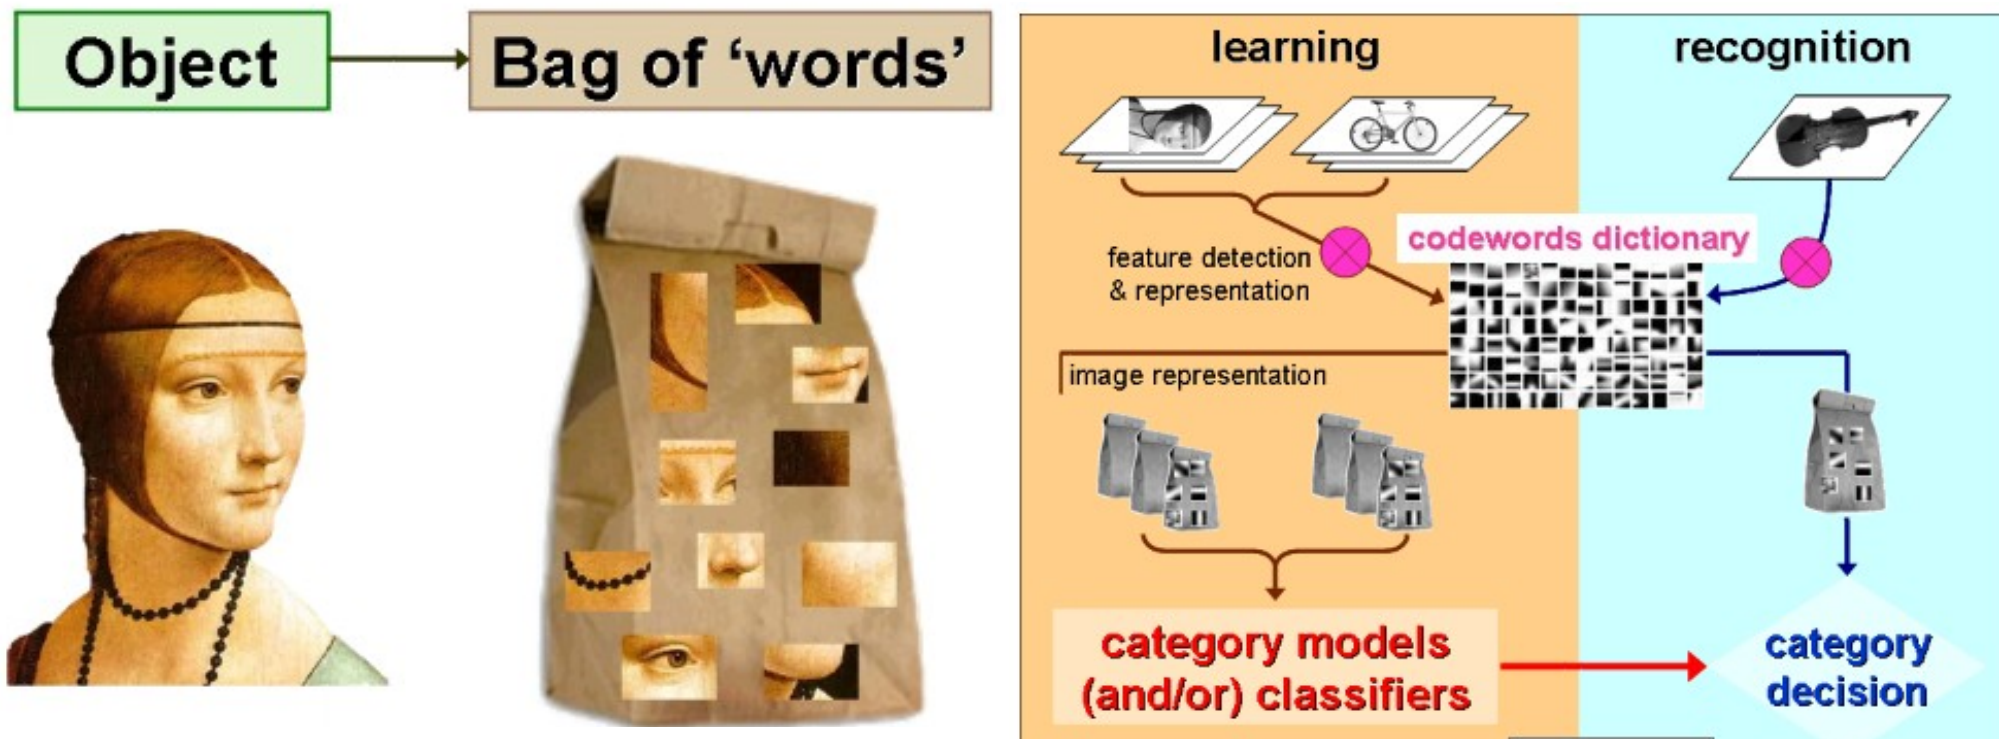 Object
Bag of ‘words’
learning
recognition
codewords dictionary
feature detection
& representation
image representation
category models
(and/or) classifiers
category
decision